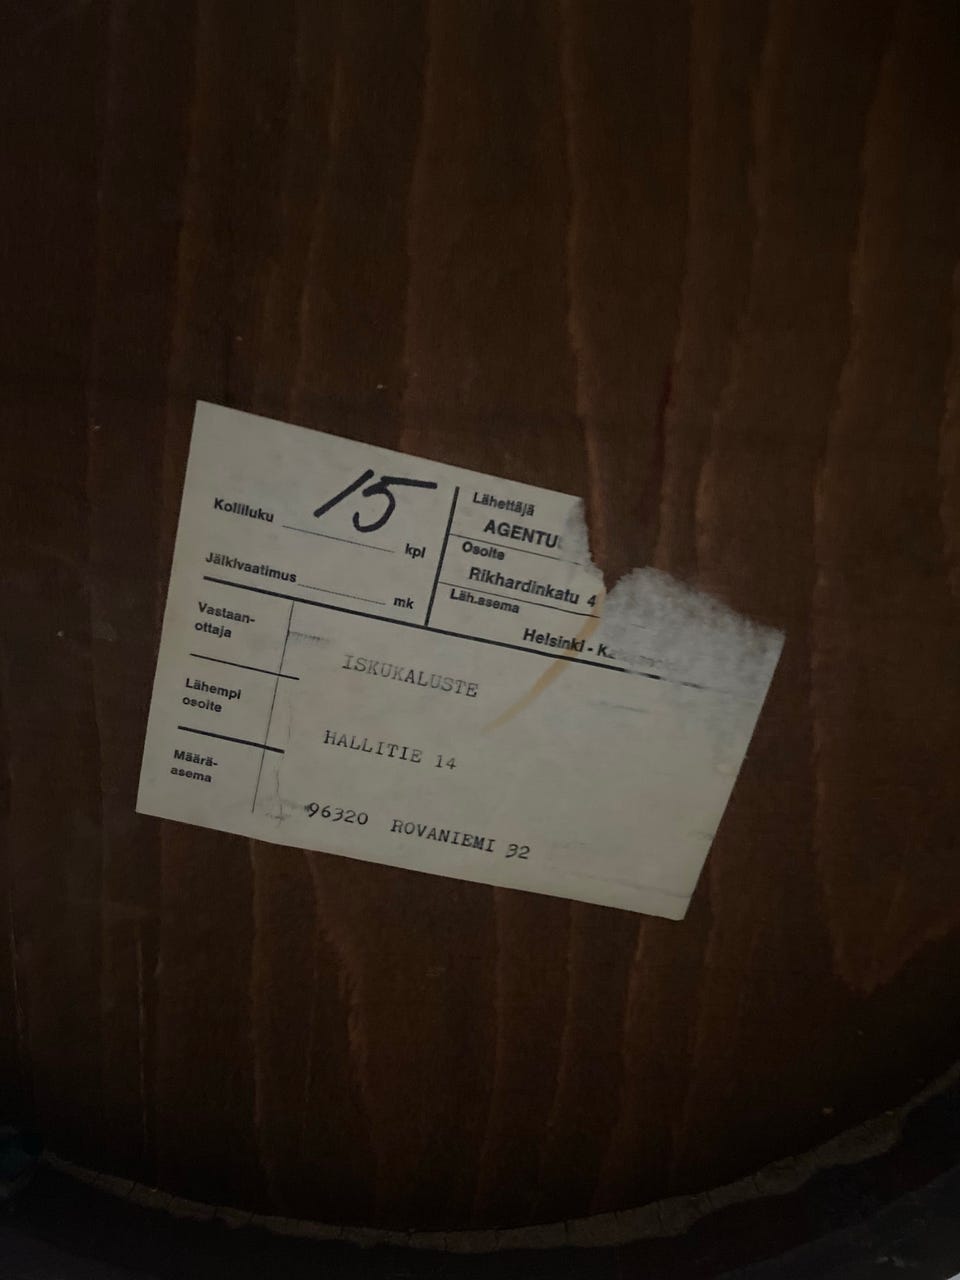 Kolliluku 15 kpl
Jälkivaatimus mk
Lähettäjä
AGENTU
Osoite
Rikhardinkatu 4
Läh.asema
Helsinki - K
Vastaan-
ottaja
ISKUKALUSTE
Lähempi
osoite
HALLITIE 14
Määrä-
asema
96320 ROVANIEMI 32